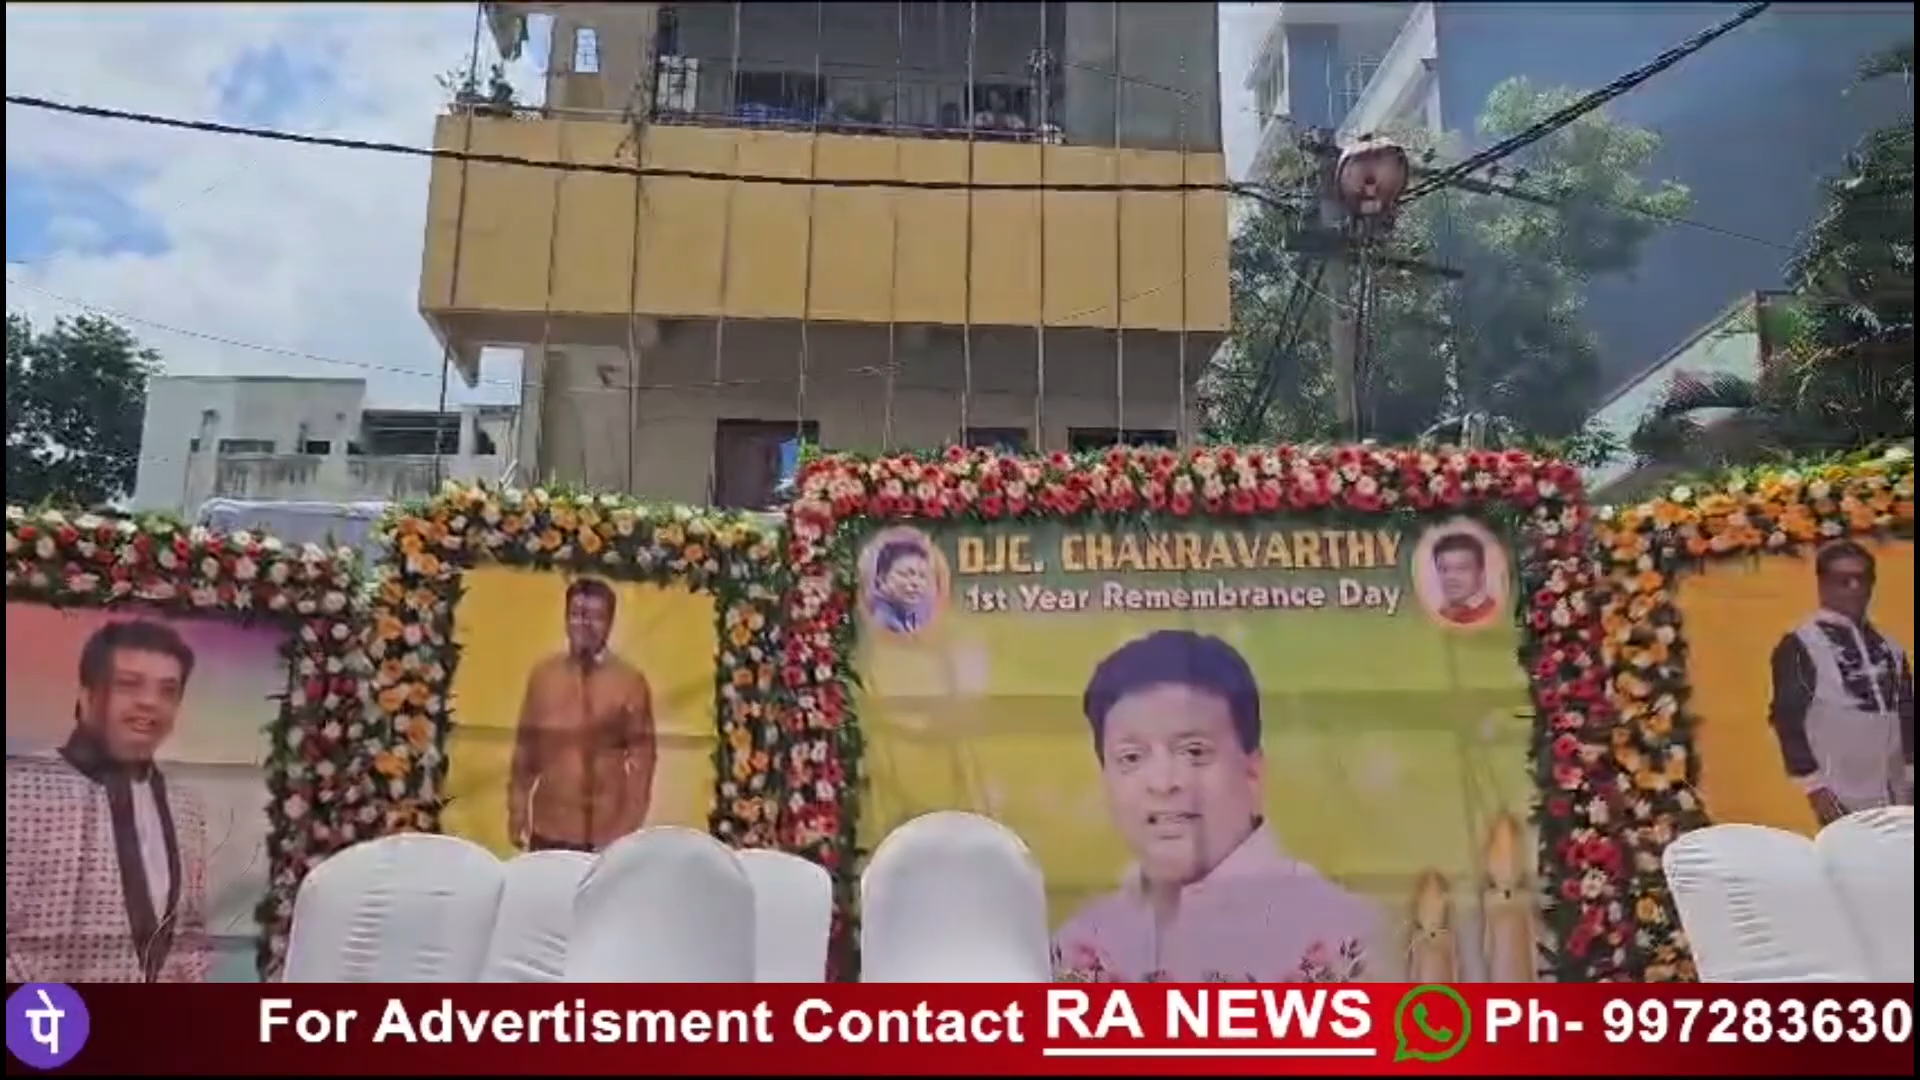 DJC. CHAKRAVARTHY
1st Year Remembrance Day
पे For Advertisment Contact RA NEWS Ph- 997283630